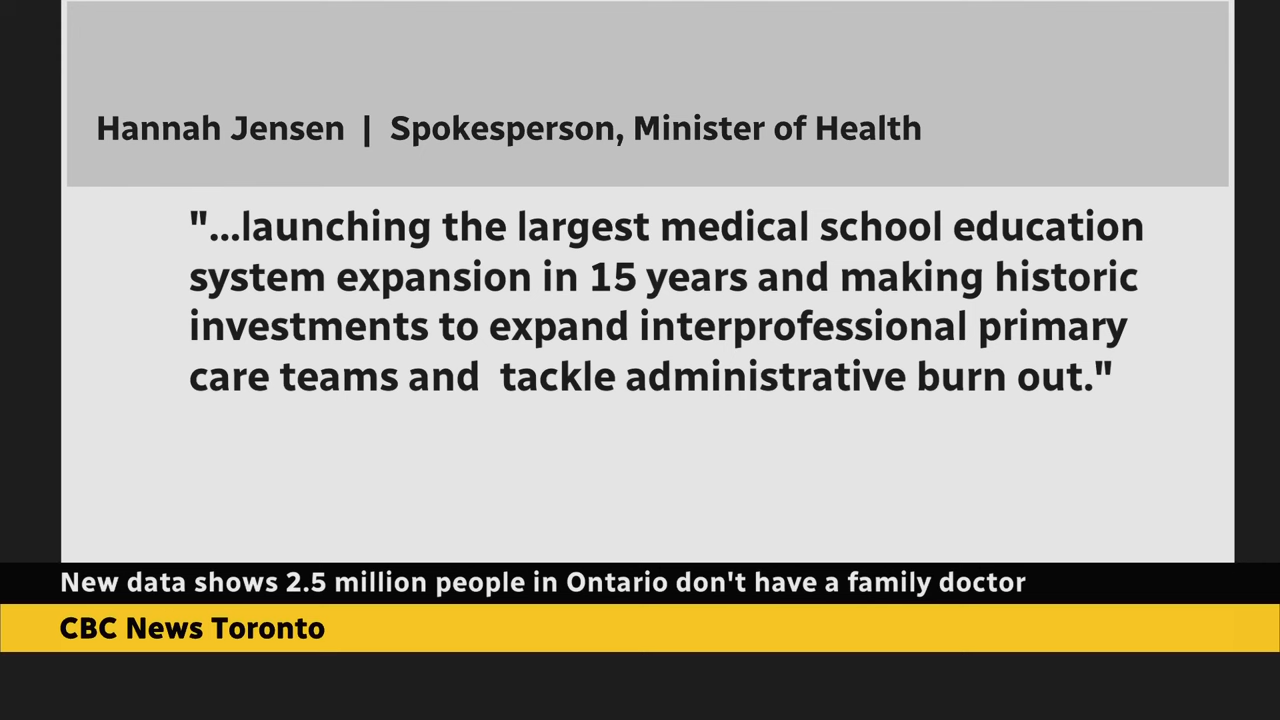 Hannah Jensen | Spokesperson, Minister of Health
"...launching the largest medical school education
system expansion in 15 years and making historic
investments to expand interprofessional primary
care teams and  tackle administrative burn out."
New data shows 2.5 million people in Ontario don't have a family doctor
CBC News Toronto